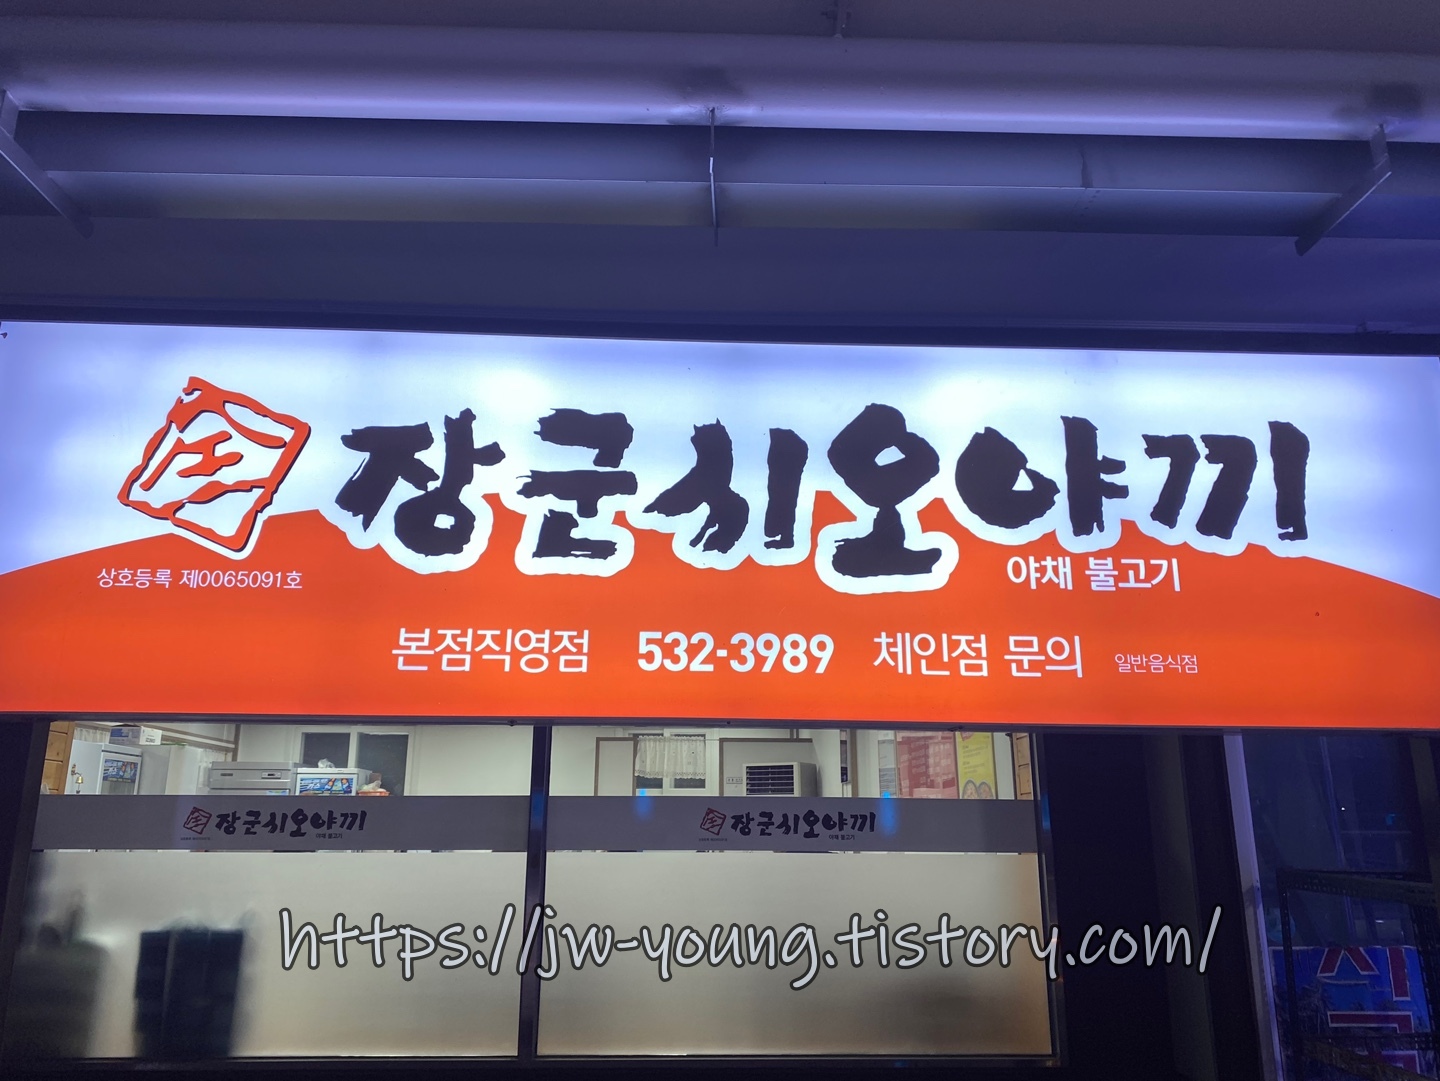 장군시오야끼
야채 불고기
상호등록 제0065091호
본점직영점 532-3989 체인점 문의 일반음식점
장군시오야끼
야채 불고기
장군시오야끼
야채 불고기
https://jw-young.tistory.com/